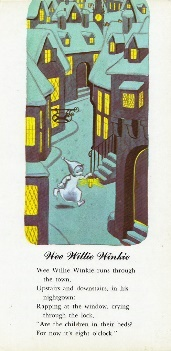 Wee Willie Winkie
Wee Willie Winkie runs through
the town,
Upstairs and downstairs, in his
nightgown;
Rapping at the window, crying
through the lock,
"Are the children in their beds?
For now it's eight o'clock."